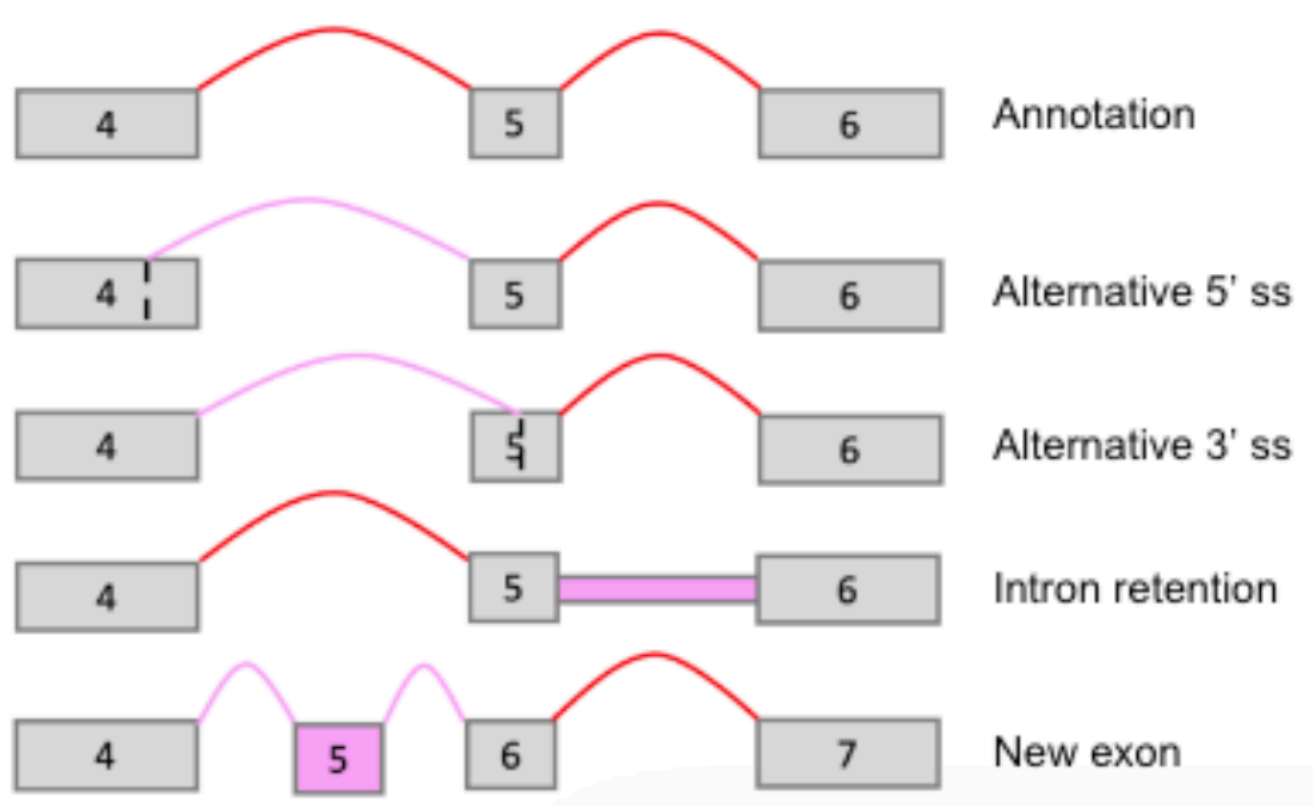 4 5 6 Annotation
4 5 6 Alternative 5’ ss
4 5 6 Alternative 3’ ss
4 5 6 Intron retention
4 5 6 7 New exon